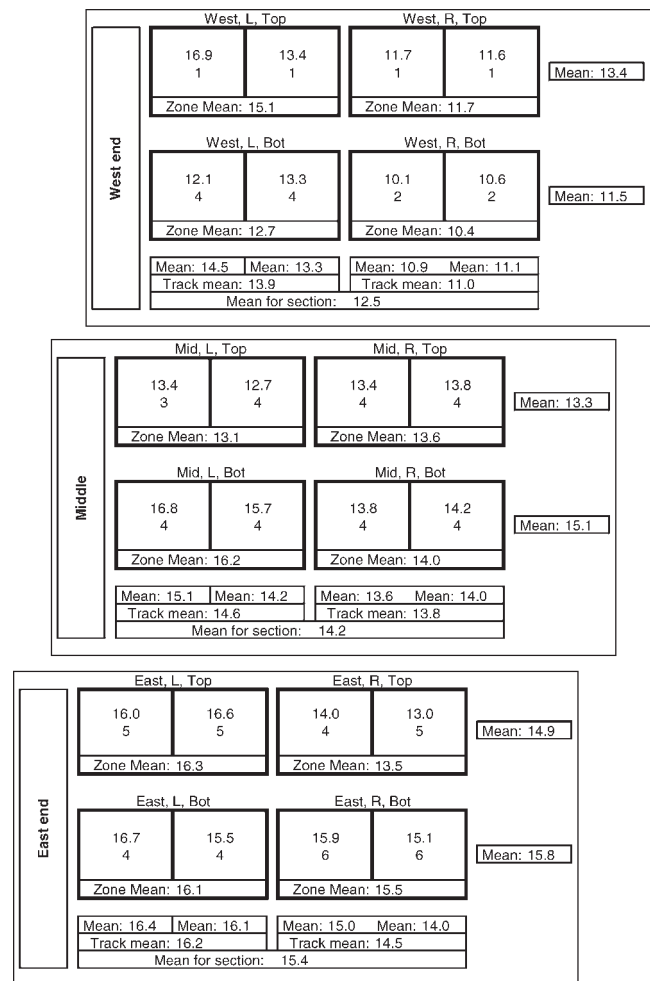 West, L, Top West, R, Top
West end
16.9 13.4 11.7 11.6
1 1 1 1
Mean: 13.4
Zone Mean: 15.1 Zone Mean: 11.7
West, L, Bot West, R, Bot
12.1 13.3 10.1 10.6
4 4 2 2
Mean: 11.5
Zone Mean: 12.7 Zone Mean: 10.4
Mean: 14.5 Mean: 13.3 Mean: 10.9 Mean: 11.1
Track mean: 13.9 Track mean: 11.0
Mean for section: 12.5
Mid, L, Top Mid, R, Top
Middle
13.4 12.7 13.4 13.8
3 4 4 4
Mean: 13.3
Zone Mean: 13.1 Zone Mean: 13.6
Mid, L, Bot Mid, R, Bot
16.8 15.7 13.8 14.2
4 4 4 4
Mean: 15.1
Zone Mean: 16.2 Zone Mean: 14.0
Mean: 15.1 Mean: 14.2 Mean: 13.6 Mean: 14.0
Track mean: 14.6 Track mean: 13.8
Mean for section: 14.2
East, L, Top East, R, Top
East end
16.0 16.6 14.0 13.0
5 5 4 5
Mean: 14.9
Zone Mean: 16.3 Zone Mean: 13.5
East, L, Bot East, R, Bot
16.7 15.5 15.9 15.1
4 4 6 6
Mean: 15.8
Zone Mean: 16.1 Zone Mean: 15.5
Mean: 16.4 Mean: 16.1 Mean: 15.0 Mean: 14.0
Track mean: 16.2 Track mean: 14.5
Mean for section: 15.4